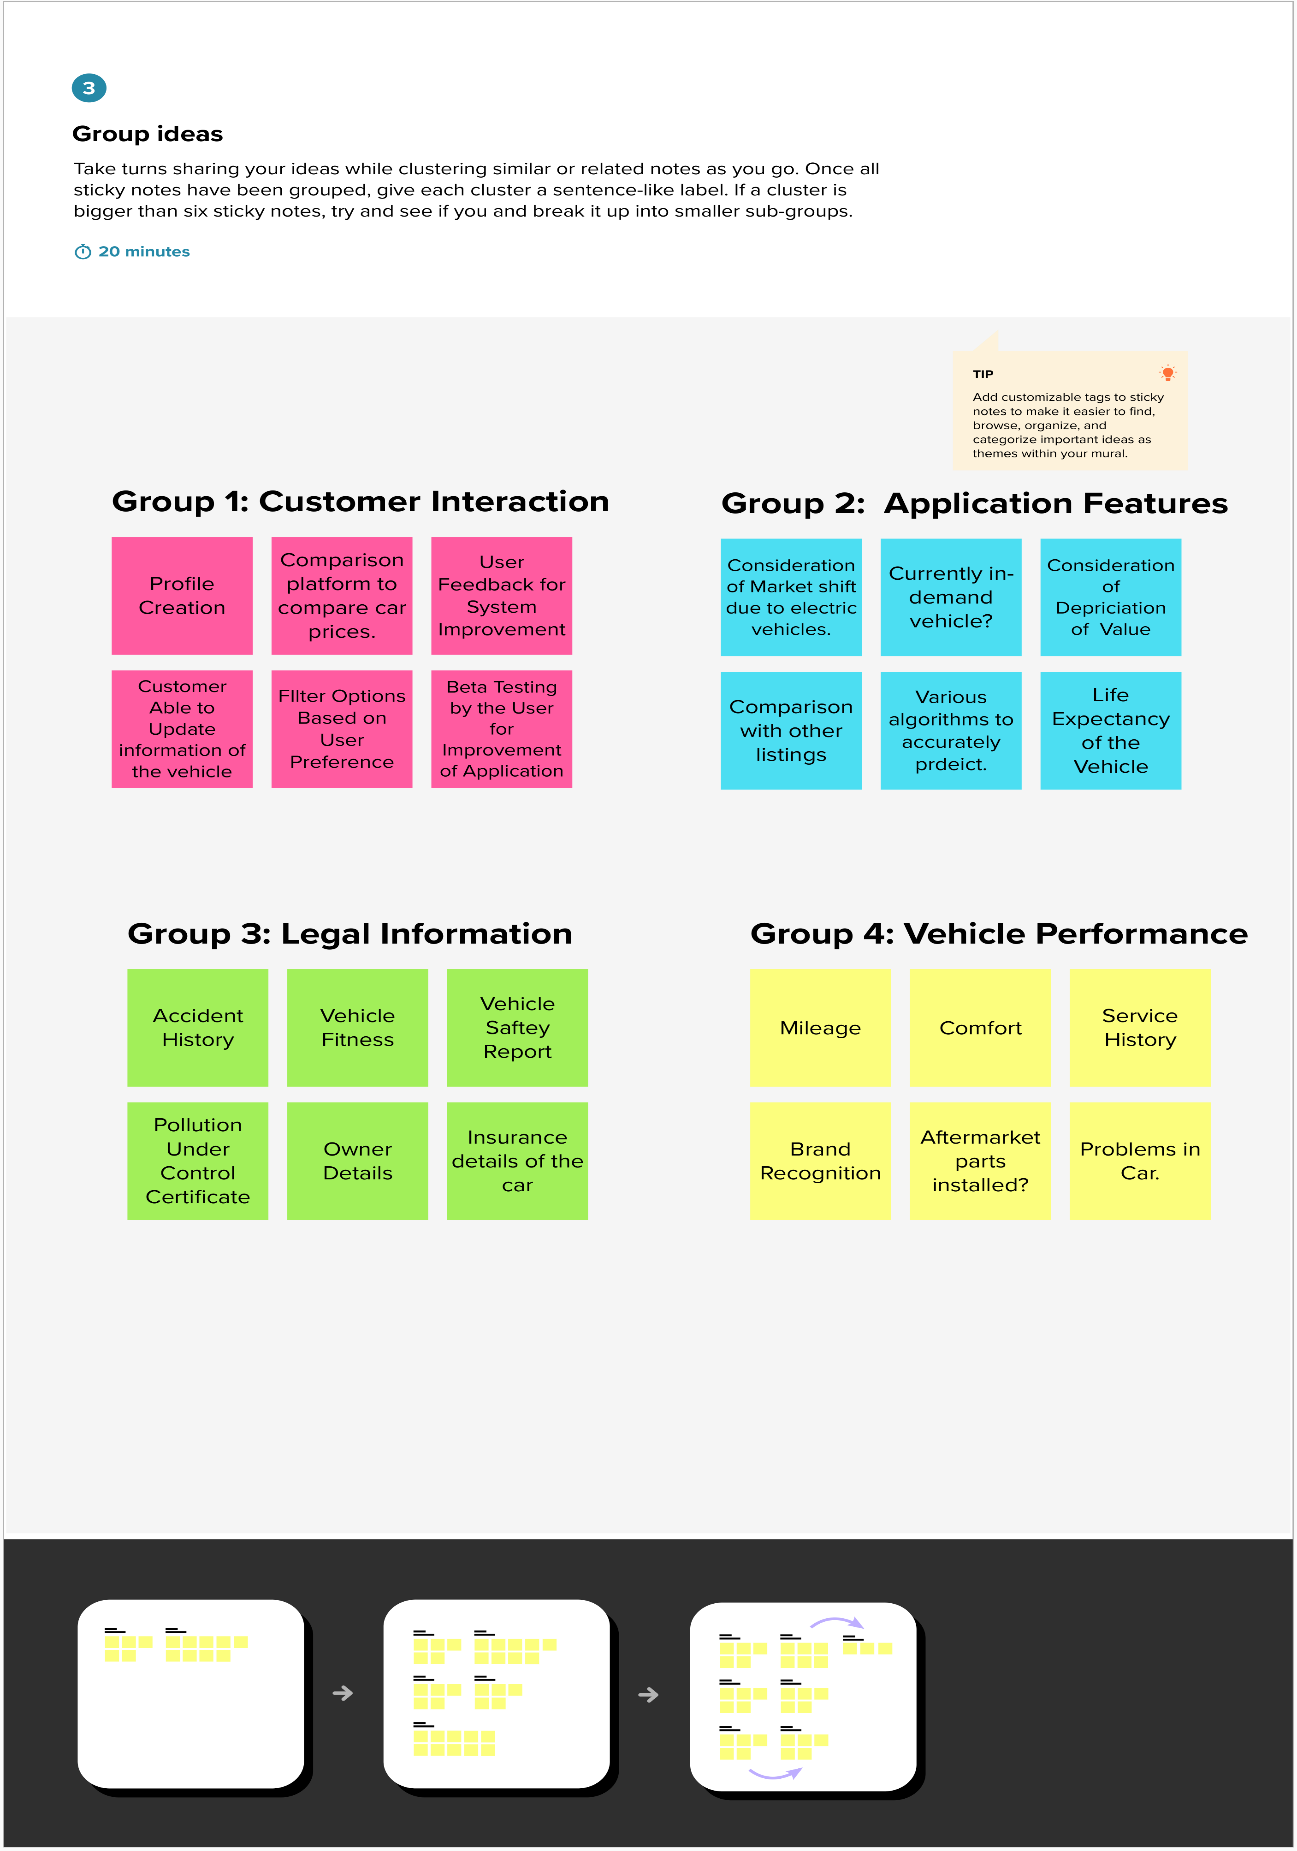 3
Group ideas
Take turns sharing your ideas while clustering similar or related notes as you go. Once all
sticky notes have been grouped, give each cluster a sentence-like label. If a cluster is
bigger than six sticky notes, try and see if you and break it up into smaller sub-groups.
20 minutes
TIP
Add customizable tags to sticky
notes to make it easier to find,
browse, organize, and
categorize important ideas as
themes within your mural.
Group 1: Customer Interaction
Profile
Creation
Comparison
platform to
compare car
prices.
User
Feedback for
System
Improvement
Customer
Able to
Update
information of
the vehicle
FIlter Options
Based on
User
Preference
Beta Testing
by the User
for
Improvement
of Application
Group 2:  Application Features
Consideration
of Market shift
due to electric
vehicles.
Currently in-
demand
vehicle?
Consideration
of
Depriciation
of  Value
Comparison
with other
listings
Various
algorithms to
accurately
prdeict.
Life
Expectancy
of the
Vehicle
Group 3: Legal Information
Accident
History
Vehicle
Fitness
Vehicle
Saftey
Report
Pollution
Under
Control
Certificate
Owner
Details
Insurance
details of the
car
Group 4: Vehicle Performance
Mileage
Comfort
Service
History
Brand
Recognition
Aftermarket
parts
installed?
Problems in
Car.